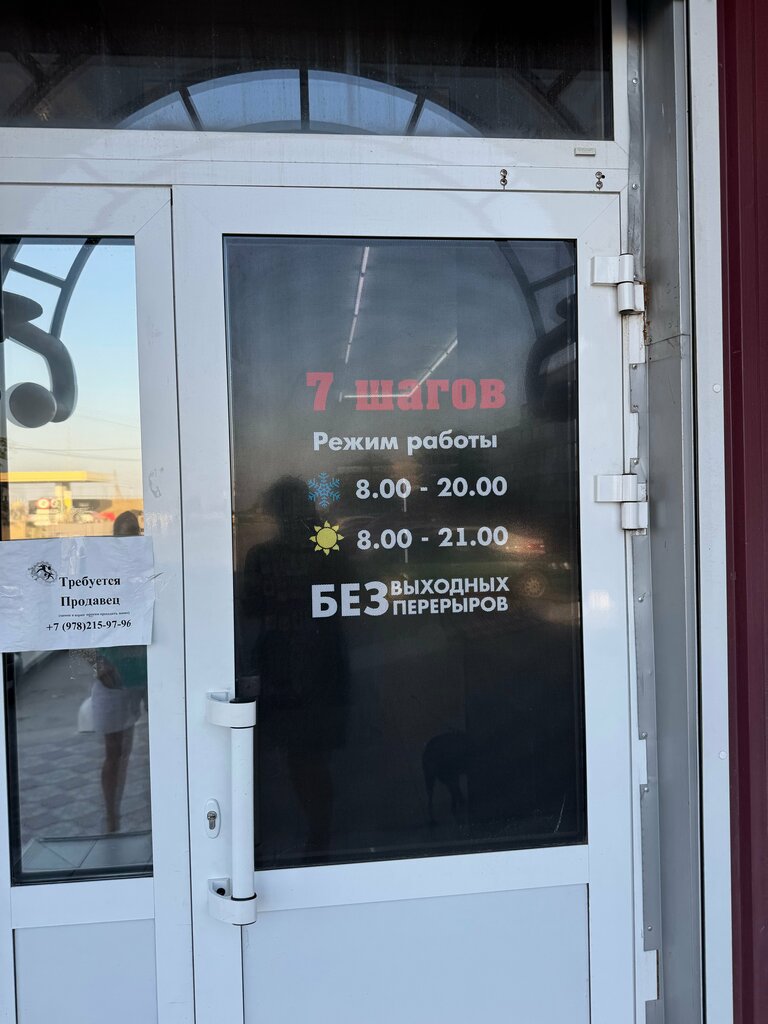 7 шагов
Режим работы
8.00 - 20.00
8.00 - 21.00
БЕЗ ВЫХОДНЫХ
ПЕРЕРЫРОВ
Требуется
Продавец
+7 (978)215-97-96